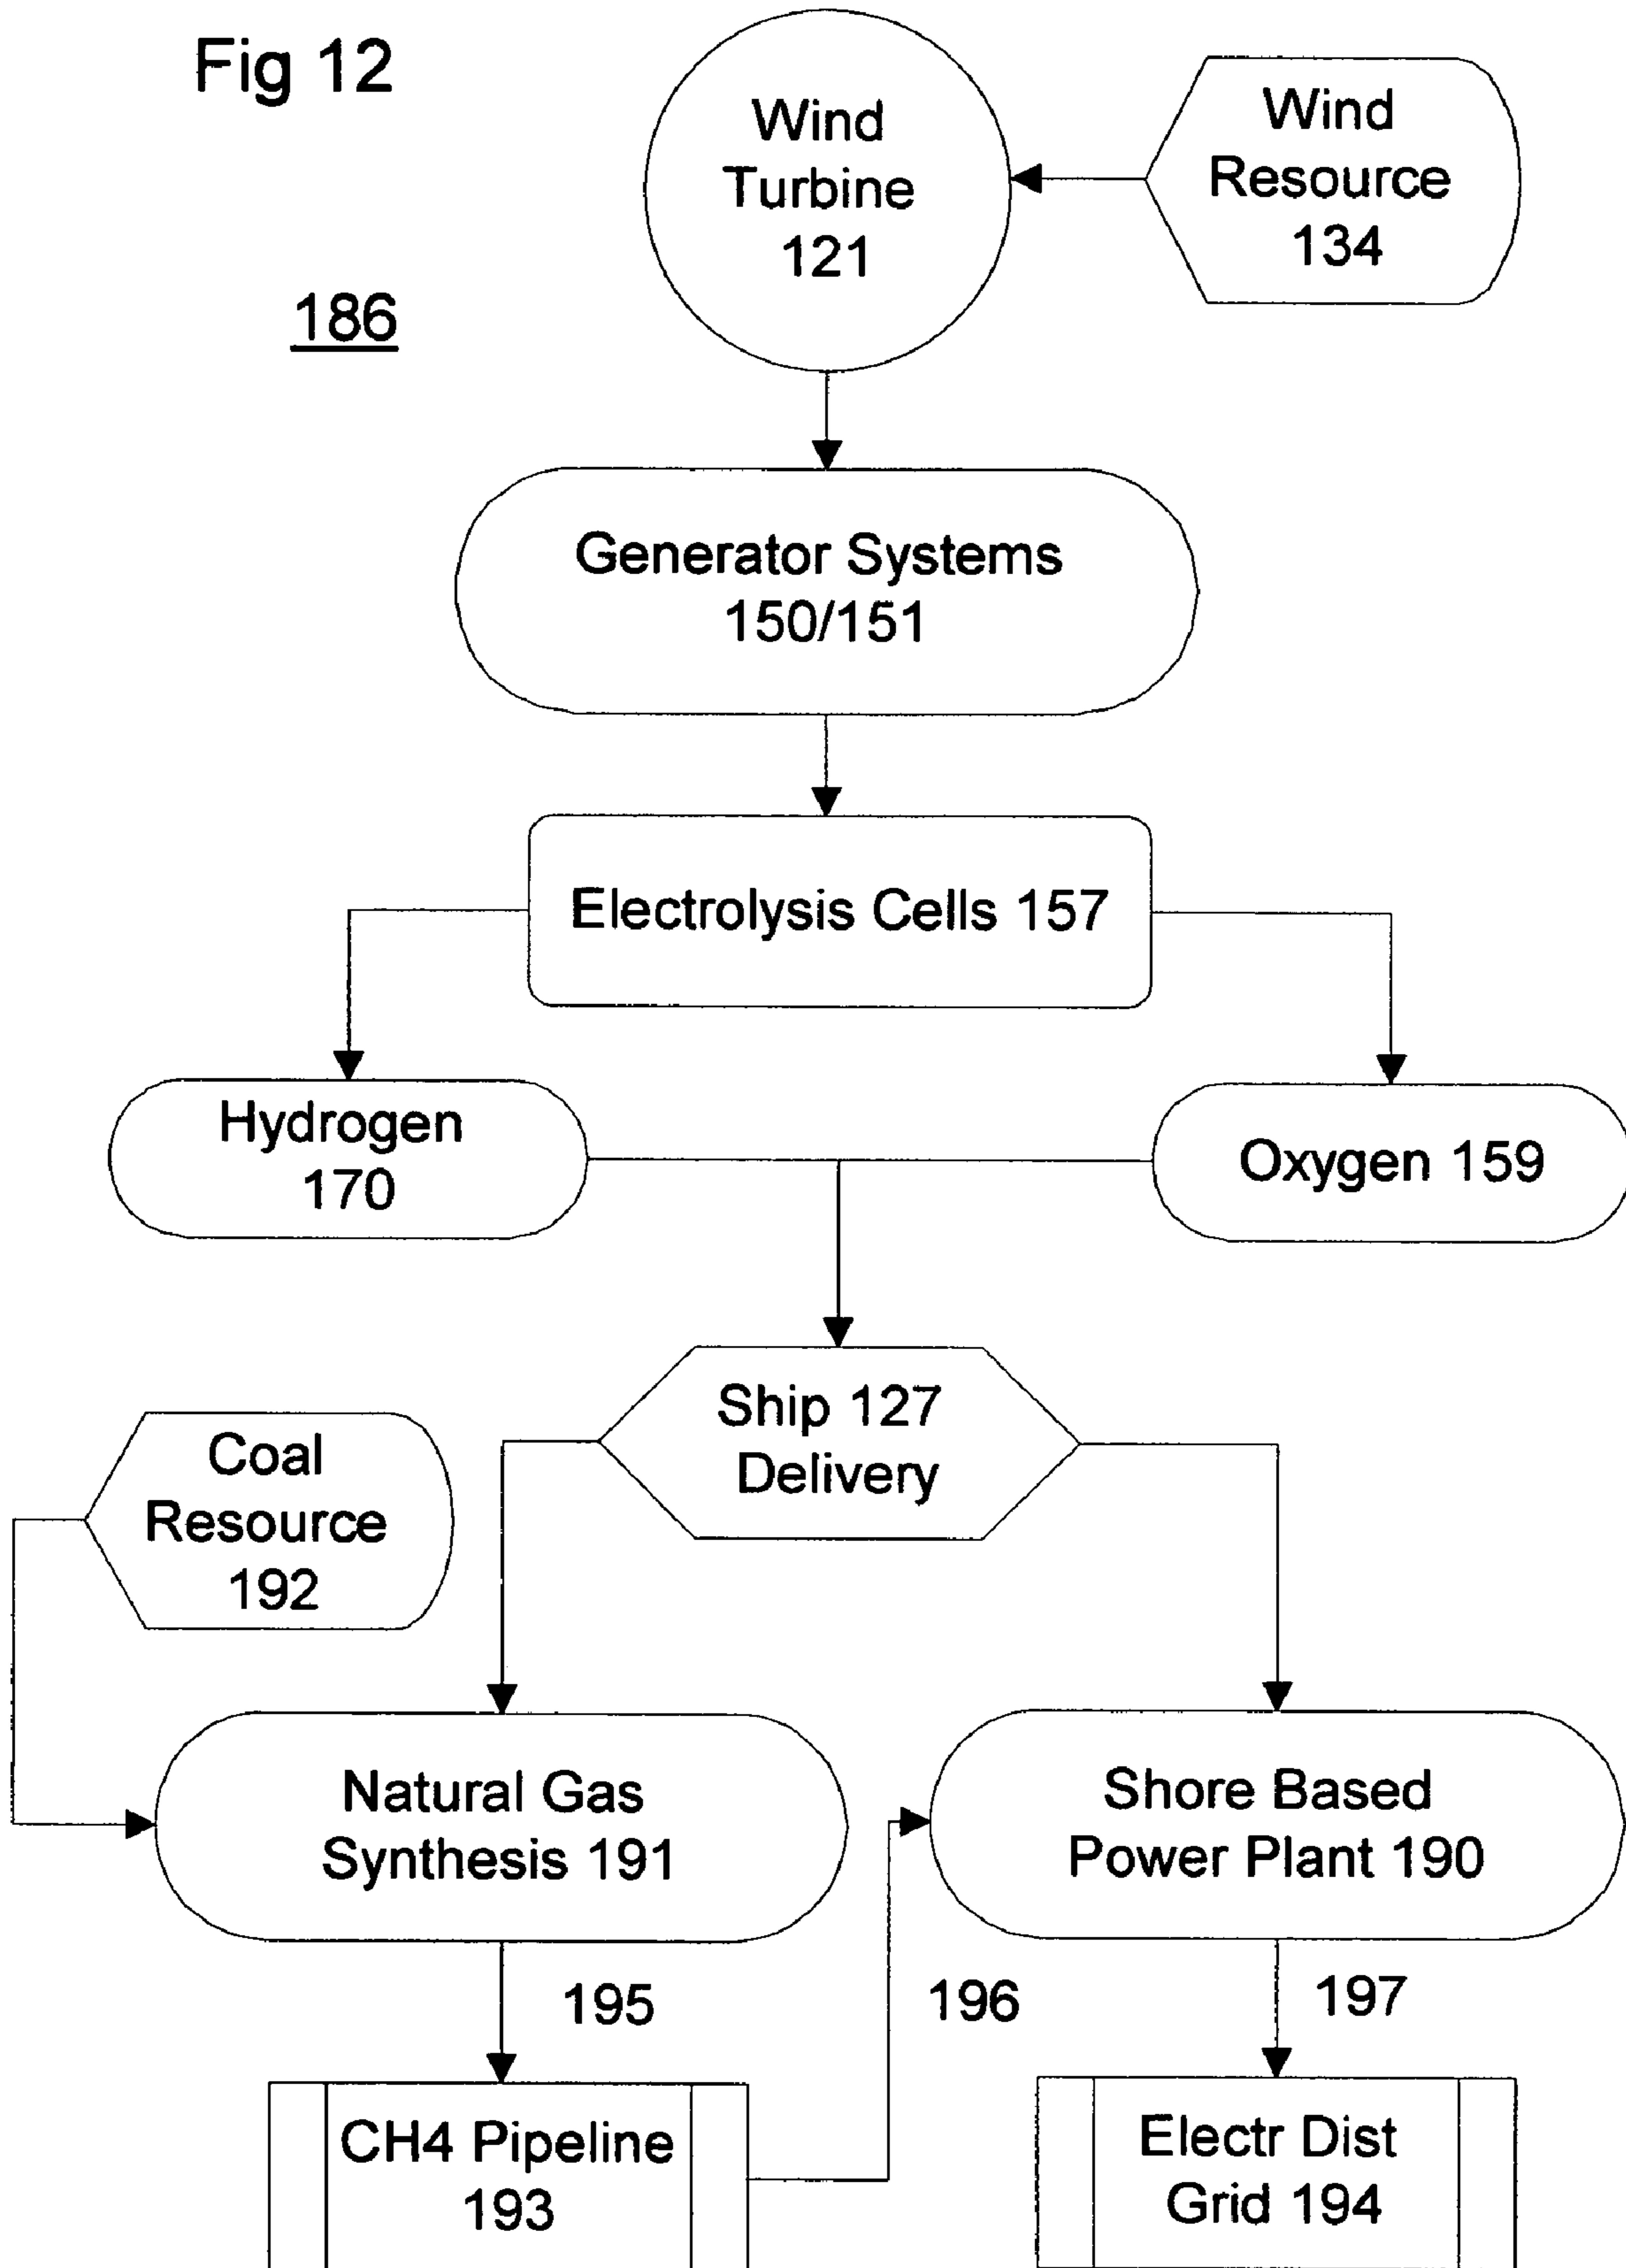 Fig 12
Wind
Turbine
121
Wind
Resource
134
186
Generator Systems
150/151
Electrolysis Cells 157
Hydrogen
170
Oxygen 159
Ship 127
Delivery
Coal
Resource
192
Natural Gas
Synthesis 191
Shore Based
Power Plant 190
195
196
197
CH4 Pipeline
193
Electr Dist
Grid 194